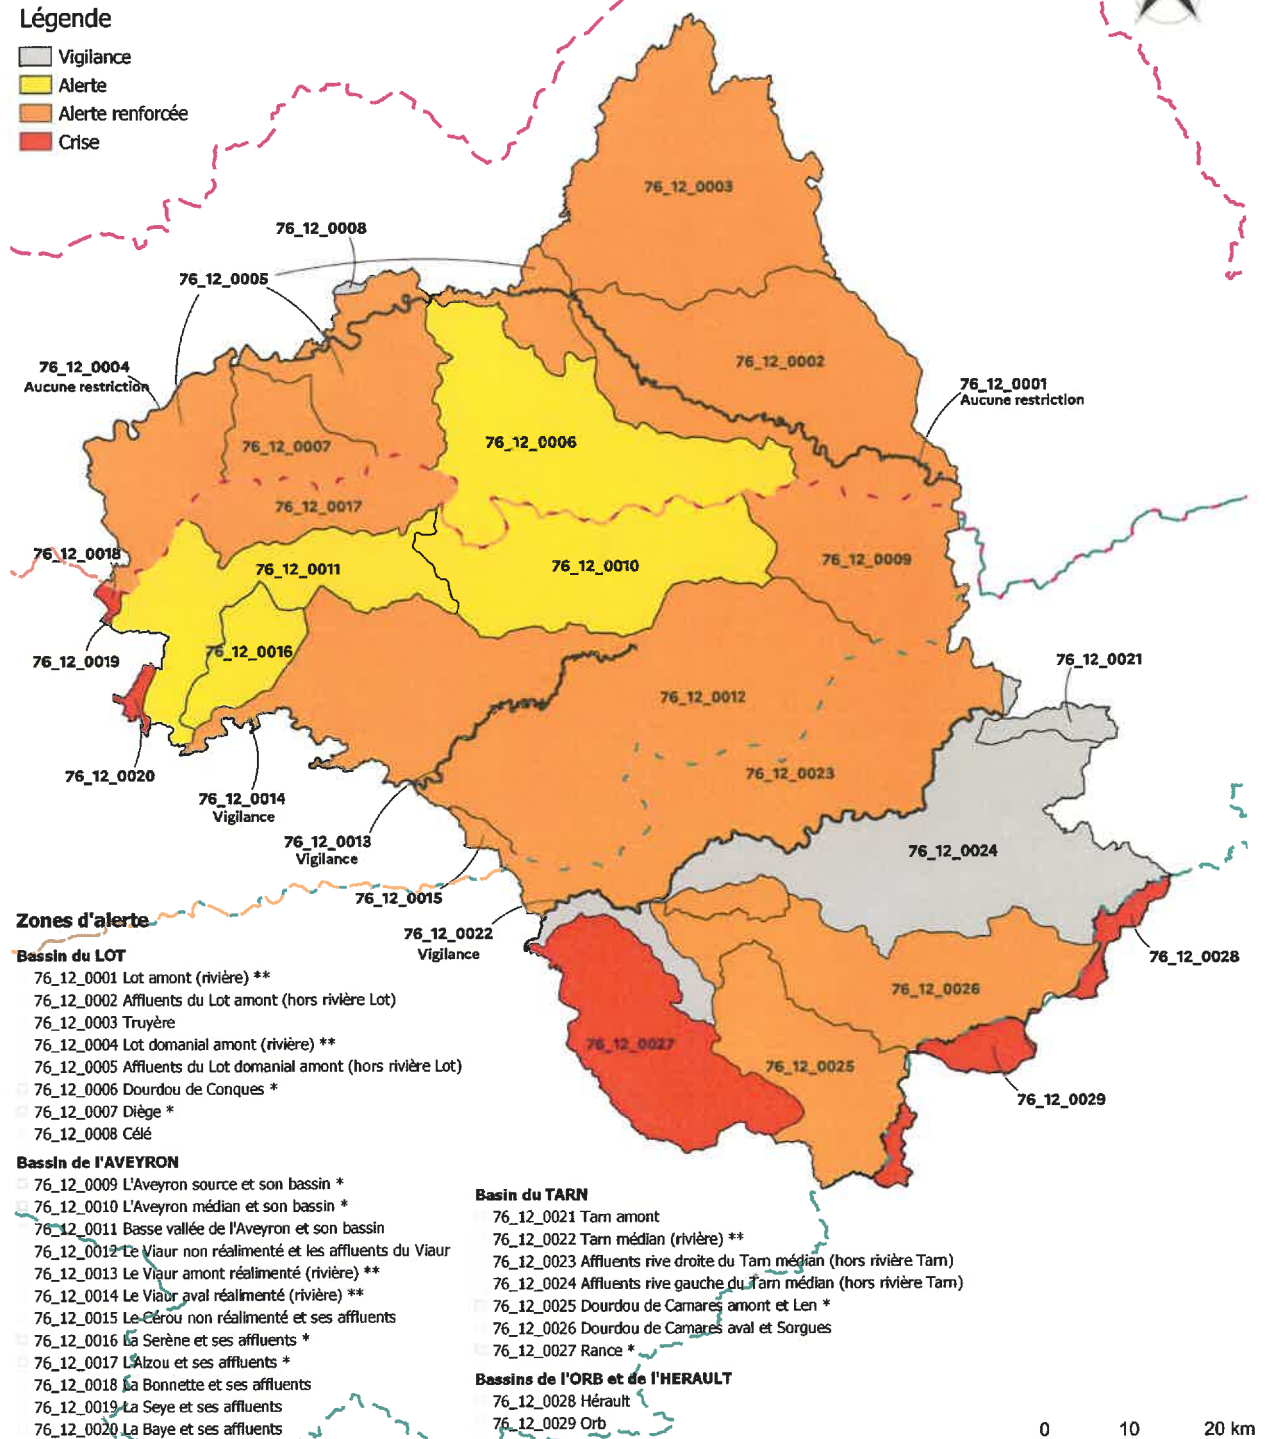 Légende
Vigilance
Alerte
Alerte renforcée
Crise
76_12_0003
76_12_0008
76_12_0005
76_12_0004
Aucune restriction
76_12_0002
76_12_0001
Aucune restriction
76_12_0006
76_12_0007
76_12_0017
76_12_0018
76_12_0011
76_12_0010
76_12_0009
76_12_0019
76_12_0016
76_12_0021
76_12_0012
76_12_0020
76_12_0023
76_12_0014
Vigilance
76_12_0013
Vigilance
76_12_0024
76_12_0015
76_12_0022
Vigilance
76_12_0028
76_12_0026
76_12_0027
76_12_0025
76_12_0029
Zones d'alerte
Bassin du LOT
76_12_0001 Lot amont (rivière) **
76_12_0002 Affluents du Lot amont (hors rivière Lot)
76_12_0003 Truyère
76_12_0004 Lot domanial amont (rivière) **
76_12_0005 Affluents du Lot domanial amont (hors rivière Lot)
76_12_0006 Dourdou de Conques *
76_12_0007 Diège *
76_12_0008 Célé
Bassin de l'AVEYRON
76_12_0009 L'Aveyron source et son bassin *
76_12_0010 L'Aveyron médian et son bassin *
76_12_0011 Basse vallée de l'Aveyron et son bassin
76_12_0012 Le Viaur non réalimenté et les affluents du Viaur
76_12_0013 Le Viaur amont réalimenté (rivière) **
76_12_0014 Le Viaur aval réalimenté (rivière) **
76_12_0015 Le Cérou non réalimenté et ses affluents
76_12_0016 La Serène et ses affluents *
76_12_0017 L'Alzou et ses affluents *
76_12_0018 La Bonnette et ses affluents
76_12_0019 La Seye et ses affluents
76_12_0020 La Baye et ses affluents
Basin du TARN
76_12_0021 Tarn amont
76_12_0022 Tarn médian (rivière) **
76_12_0023 Affluents rive droite du Tarn médian (hors rivière Tarn)
76_12_0024 Affluents rive gauche du Tarn médian (hors rivière Tarn)
76_12_0025 Dourdou de Camares amont et Len *
76_12_0026 Dourdou de Camares aval et Sorgues
76_12_0027 Rance *
Bassins de l'ORB et de l'HERAULT
76_12_0028 Hérault
76_12_0029 Orb
0 10 20 km